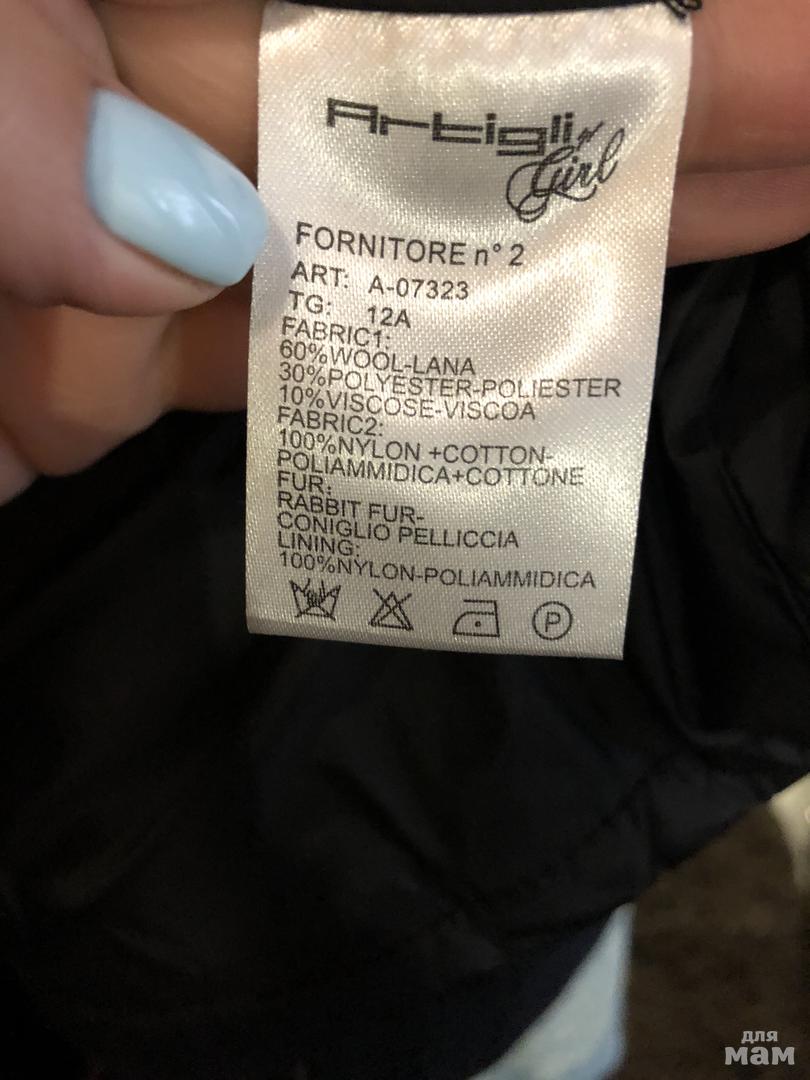 Artigli
Girl
FORNITORE n° 2
ART: A-07323
TG: 12A
FABRIC1:
60%WOOL-LANA
30%POLYESTER-POLIESTER
10%VISCOSE-VISCOA
FABRIC2:
100%NYLON +COTTON-
POLIAMMIDICA+COTTONE
FUR:
RABBIT FUR-
CONIGLIO PELLICCIA
LINING:
100%NYLON-POLIAMMIDICA
P
для
мам